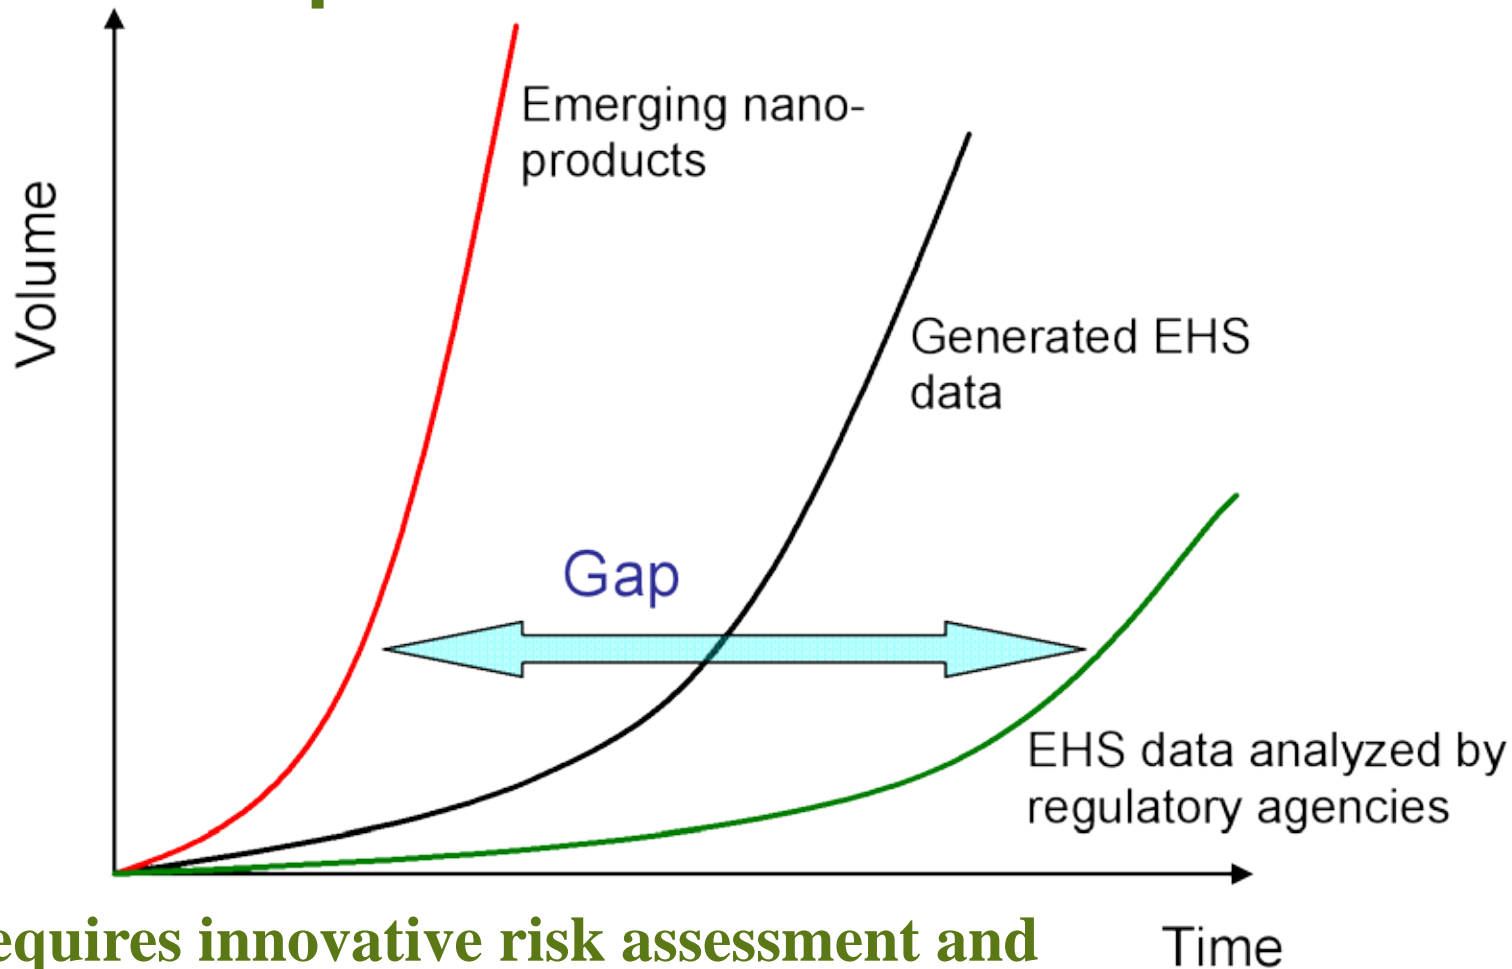 Emerging nano-
products
Volume
Generated EHS
data
Gap
EHS data analyzed by
regulatory agencies
equires innovative risk assessment and
Time